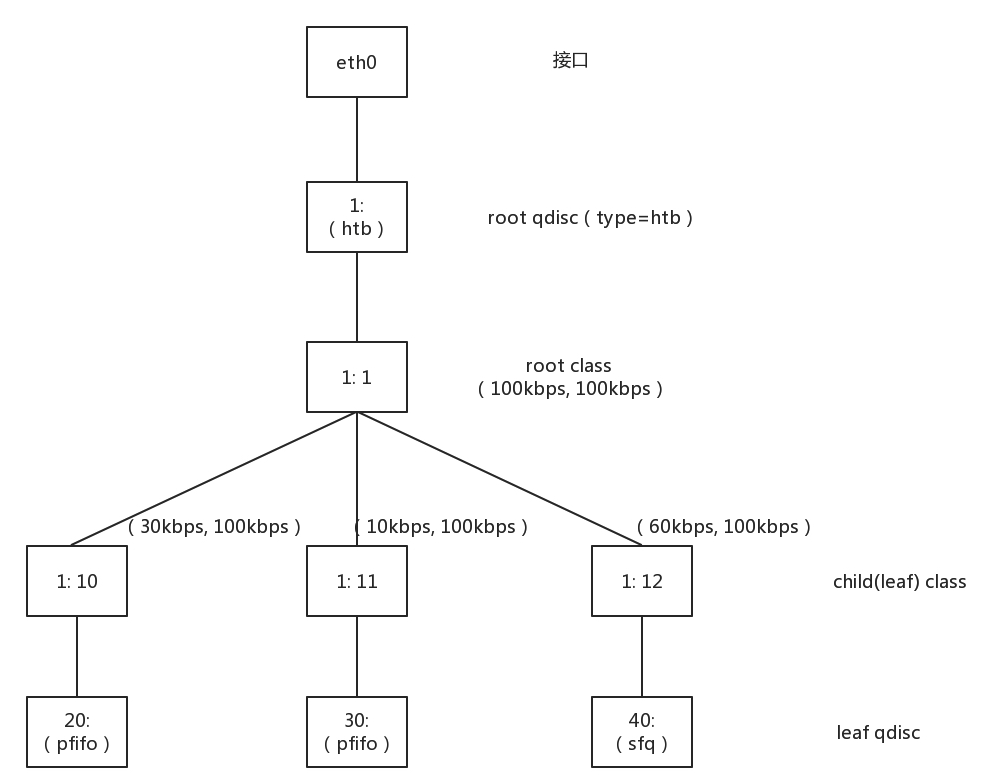 eth0
接口
1:
( htb )
root qdisc ( type=htb )
1: 1
root class
( 100kbps, 100kbps )
( 30kbps, 100kbps )
( 10kbps, 100kbps )
( 60kbps, 100kbps )
1: 10
1: 11
1: 12
child(leaf) class
20:
( pfifo )
30:
( pfifo )
40:
( sfq )
leaf qdisc